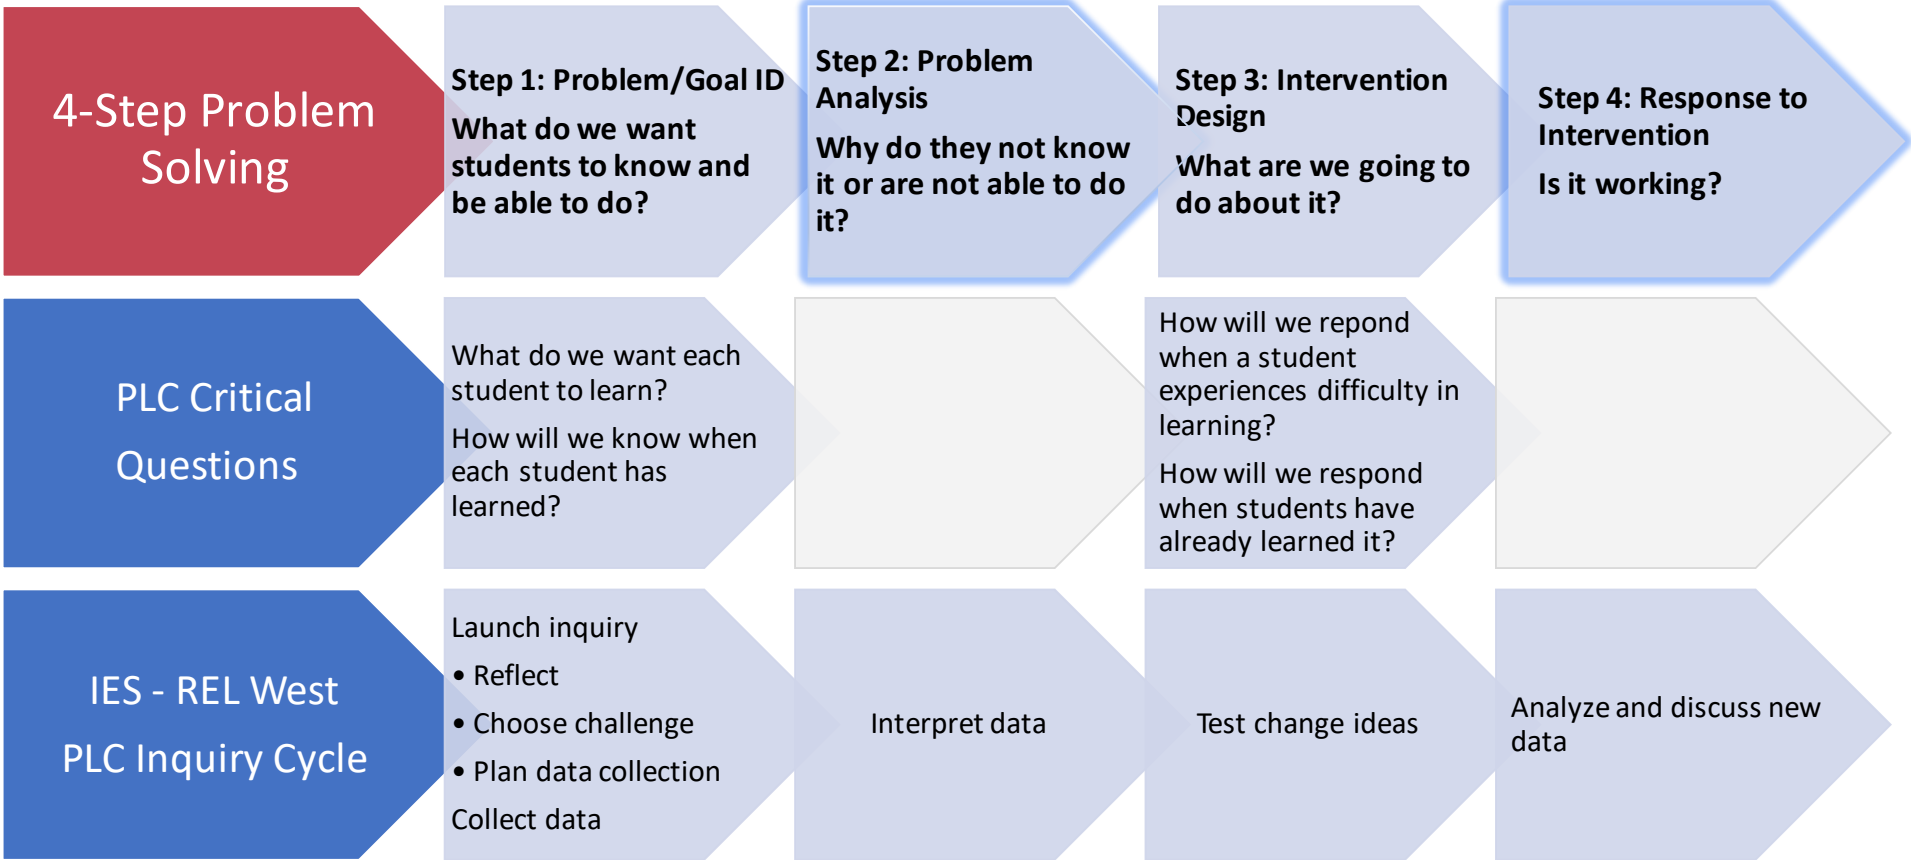 4-Step Problem
Solving
Step 1: Problem/Goal ID
What do we want
students to know and
be able to do?
Step 2: Problem
Analysis
Why do they not know
it or are not able to do
it?
Step 3: Intervention
Design
What are we going to
do about it?
Step 4: Response to
Intervention
Is it working?
PLC Critical
Questions
What do we want each
student to learn?
How will we know when
each student has
learned?
How will we repond
when a student
experiences difficulty in
learning?
How will we respond
when students have
already learned it?
IES - REL West
PLC Inquiry Cycle
Launch inquiry
• Reflect
• Choose challenge
• Plan data collection
Collect data
Interpret data
Test change ideas
Analyze and discuss new
data